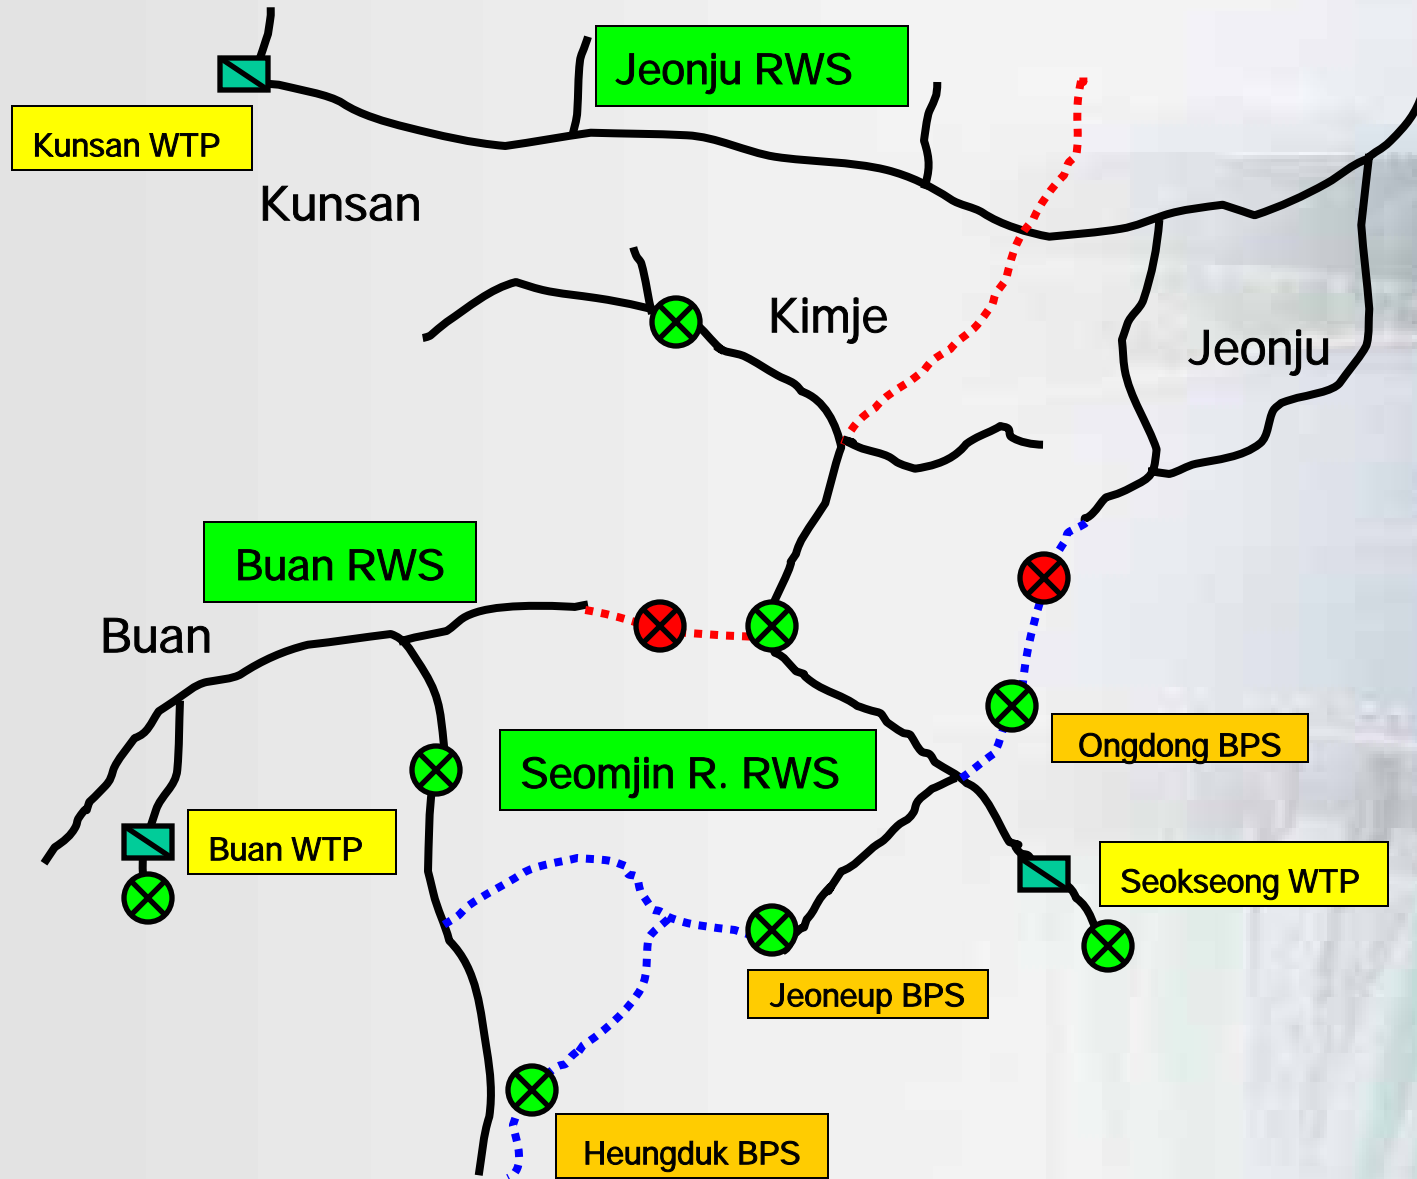 Jeonju RWS
Kunsan WTP
Kunsan
Kimje
Jeonju
Buan RWS
Buan
Seomjin R. RWS
Ongdong BPS
Buan WTP
Seokseong WTP
Jeoneup BPS
Heungduk BPS